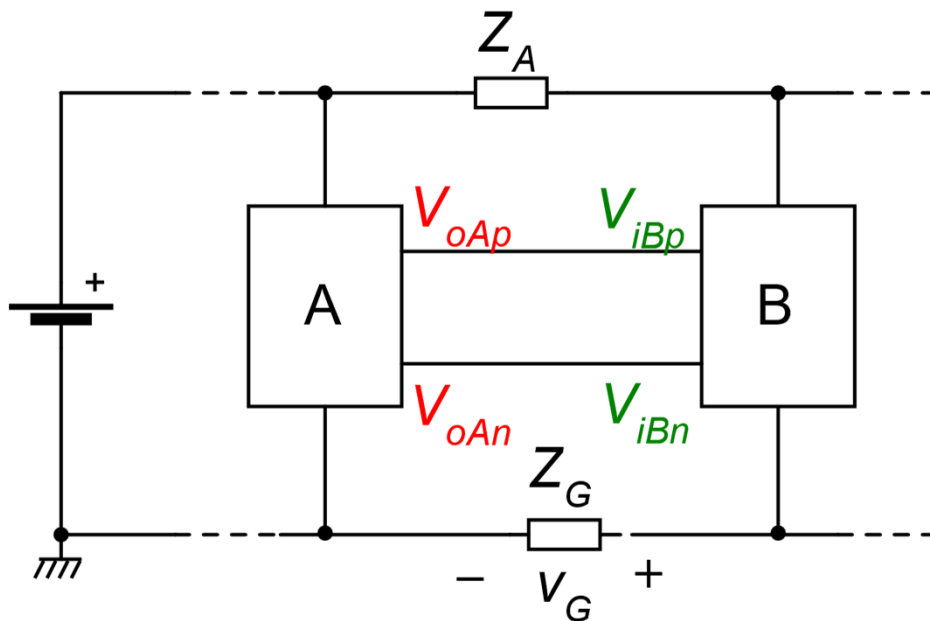 Z_A
+
V_oAp V_iBp
A B
V_oAn V_iBn
Z_G
− v_G +